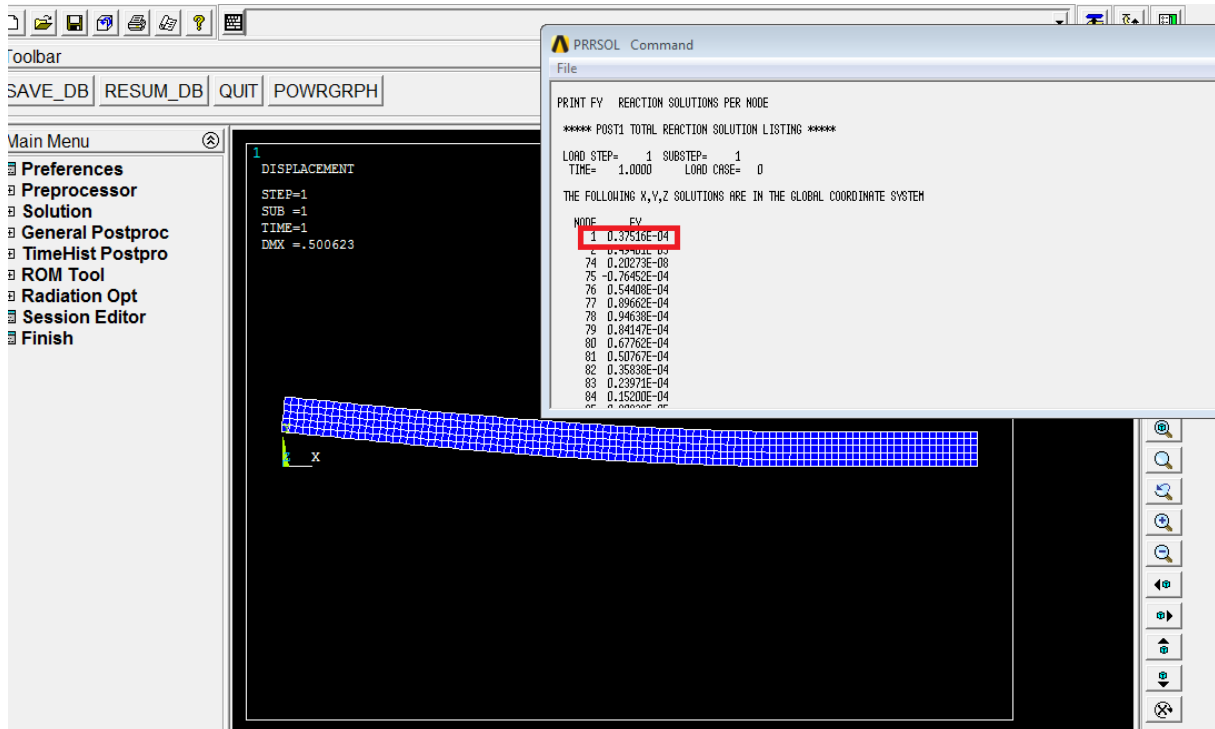 PRRSOL Command
Toolbar
File
SAVE_DB RESUM_DB QUIT POWRGRPH
PRINT FY REACTION SOLUTIONS PER NODE
***** POST1 TOTAL REACTION SOLUTION LISTING *****
LOAD STEP= 1 SUBSTEP= 1
TIME= 1.0000 LOAD CASE= 0
THE FOLLOWING X,Y,Z SOLUTIONS ARE IN THE GLOBAL COORDINATE SYSTEM
NODE FY
1 0.37516E-04
2
74 0.20273E-08
75 -0.76452E-04
76 0.54408E-04
77 0.89662E-04
78 0.94638E-04
79 0.84147E-04
80 0.67762E-04
81 0.50767E-04
82 0.35838E-04
83 0.23971E-04
84 0.15200E-04
Main Menu
Preferences
Preprocessor
Solution
General Postproc
TimeHist Postpro
ROM Tool
Radiation Opt
Session Editor
Finish
1
DISPLACEMENT
STEP=1
SUB =1
TIME=1
DMX =.500623
X